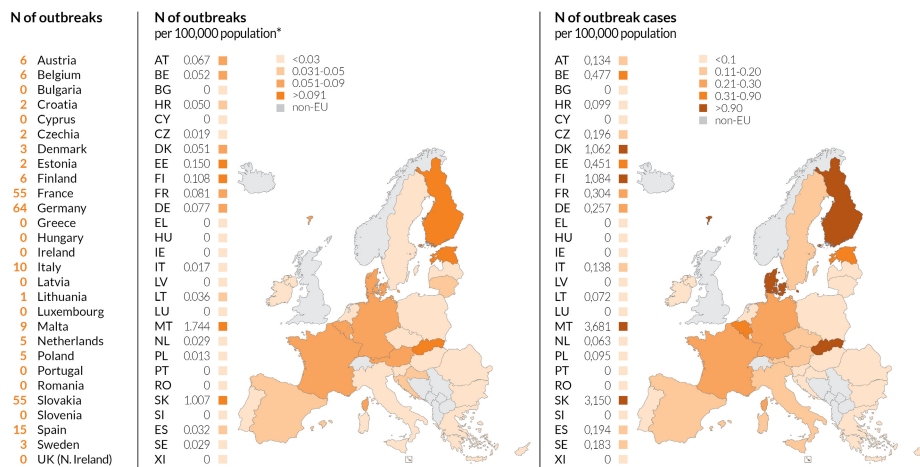 N of outbreaks
6 Austria
6 Belgium
0 Bulgaria
2 Croatia
0 Cyprus
2 Czechia
3 Denmark
2 Estonia
6 Finland
55 France
64 Germany
0 Greece
0 Hungary
0 Ireland
10 Italy
0 Latvia
1 Lithuania
0 Luxembourg
9 Malta
5 Netherlands
5 Poland
0 Portugal
0 Romania
55 Slovakia
0 Slovenia
15 Spain
3 Sweden
0 UK (N. Ireland)
N of outbreaks
per 100,000 population*
AT 0.067
BE 0.052
BG 0
HR 0.050
CY 0
CZ 0.019
DK 0.051
EE 0.150
FI 0.108
FR 0.081
DE 0.077
EL 0
HU 0
IE 0
IT 0.017
LV 0
LT 0.036
LU 0
MT 1.744
NL 0.029
PL 0.013
PT 0
RO 0
SK 1.007
SI 0
ES 0.032
SE 0.029
XI 0
<0.03
0.031-0.05
0.051-0.09
>0.091
non-EU
N of outbreak cases
per 100,000 population
AT 0,134
BE 0,477
BG 0
HR 0,099
CY 0
CZ 0,196
DK 1,062
EE 0,451
FI 1,084
FR 0,304
DE 0,257
EL 0
HU 0
IE 0
IT 0,138
LV 0
LT 0,072
LU 0
MT 3,681
NL 0,063
PL 0,095
PT 0
RO 0
SK 3,150
SI 0
ES 0,194
SE 0,183
XI 0
<0.1
0.11-0.20
0.21-0.30
0.31-0.90
>0.90
non-EU